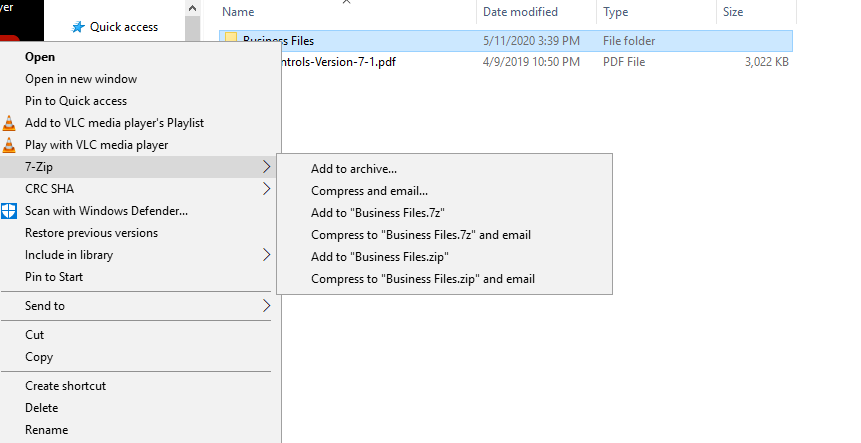 yer
Quick access
Name Date modified Type Size
Business Files 5/11/2020 3:39 PM File folder
ntrols-Version-7-1.pdf 4/9/2019 10:50 PM PDF File 3,022 KB
Open
Open in new window
Pin to Quick access
Add to VLC media player's Playlist
Play with VLC media player
7-Zip
CRC SHA
Scan with Windows Defender...
Restore previous versions
Include in library
Pin to Start
Send to
Cut
Copy
Create shortcut
Delete
Rename
Add to archive...
Compress and email...
Add to "Business Files.7z"
Compress to "Business Files.7z" and email
Add to "Business Files.zip"
Compress to "Business Files.zip" and email